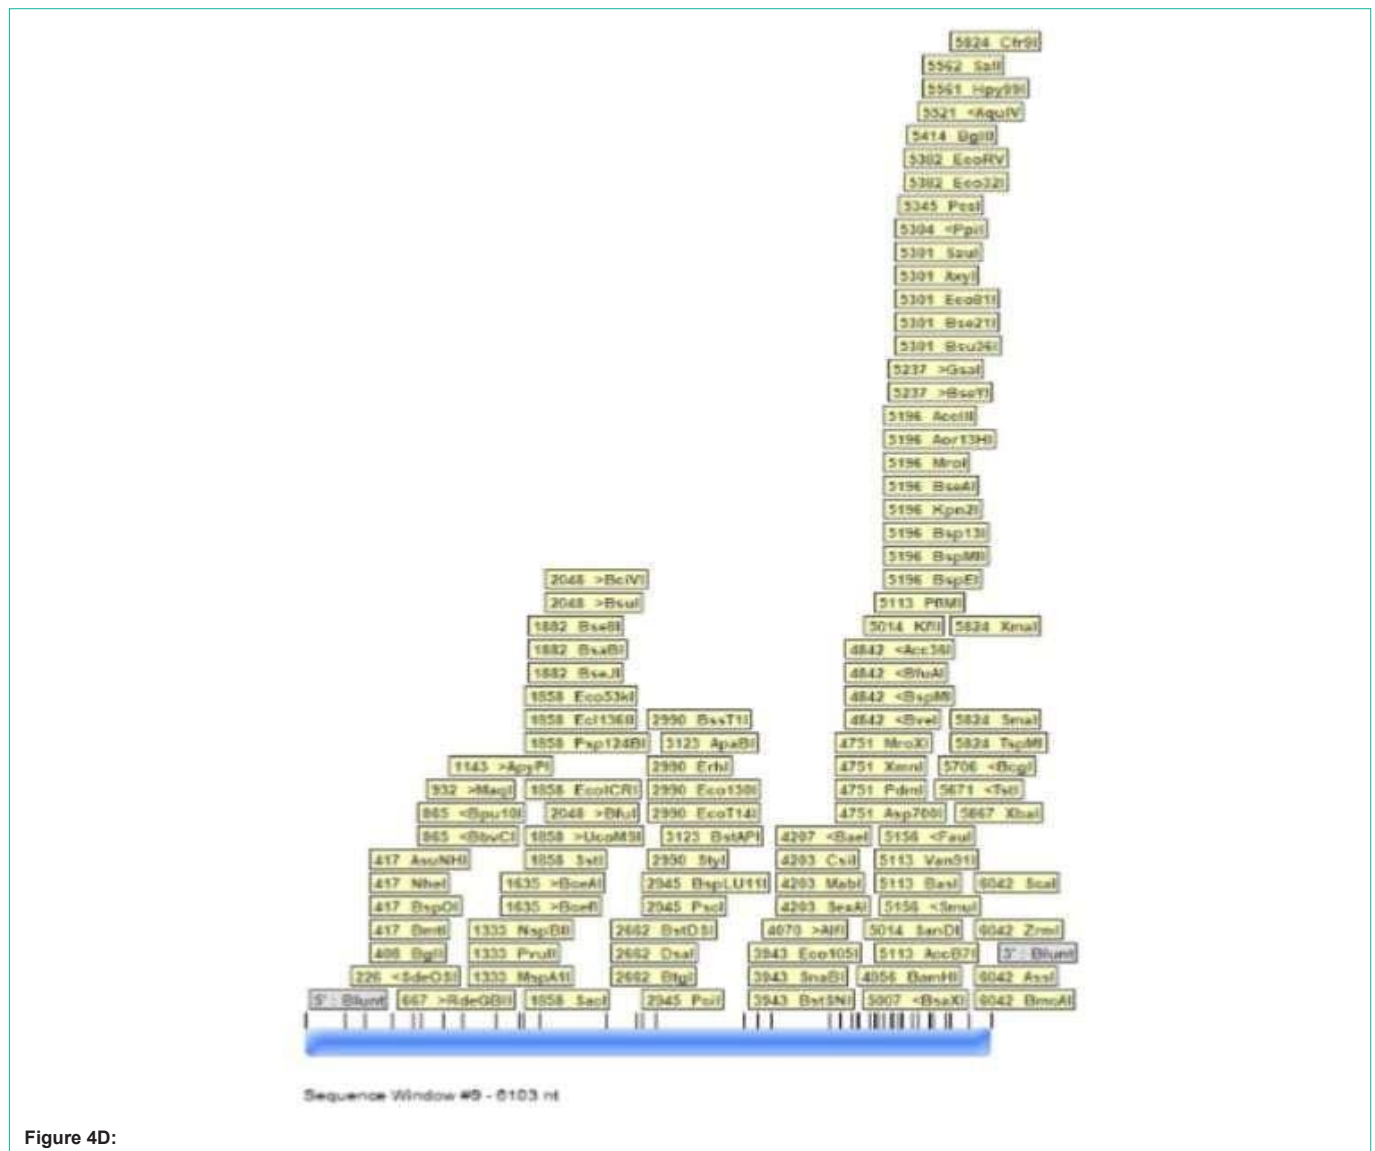 5824 Cfr9I
5562 SalI
5561 Hpy99I
5521 <AquIV
5414 BglII
5382 EcoRV
5382 Eco32I
5345
5304 <PpiI
5301 SauI
5301 AxyI
5301 Eco81I
5301 Bse21I
5301 Bsu36I
5237 >GsaI
5237 >BseYI
5196 AccIII
5196 Aor13HI
5196 MroI
5196 BseAI
5196 Kpn2I
5196 Bsp13I
5196 BspMII
2048 >BciVI 5196 BspEI
2048 >BsuI 5113 PflMI
1882 Bse8I 5014 KflI 5824 XmaI
1882 BsaBI 4842 <Acc36I
1882 BseJI 4842 <BfuAI
1858 Eco53kI 4842 <BspMI
1858 Ecl136II 2990 BssT1I 4842 <BveI 5824 SmaI
1858 Psp124BI 3123 ApaBI 4751 MroXI 5824 TspMI
1143 >ApyPI 2990 ErhI 4751 XmnI 5706 <BcgI
932 >MaqI 1858 EcoICRI 2990 Eco130I 4751 PdmI 5671 <TstI
865 <Bpu10I 2048 >BfuI 2990 EcoT14I 4751 Asp700I 5867 XbaI
865 <BbvCI 1858 >UcoMSI 3123 BstAPI 4207 <BaeI 5156 <FauI
417 AsuNHI 1858 SstI 2990 StyI 4203 CsiI 5113 Van91I
417 NheI 1635 >BceAI 2945 BspLU11I 4203 MabI 5113 BasI 6042 ScaI
417 BspOI 1635 >BcefI 2945 PscI 4203 SexAI 5156 <SmuI
417 BmtI 1333 NspBII 2662 BstDSI 4070 >AlfI 5014 SanDI 6042 ZrmI
408 BglI 1333 PvuII 2662 DsaI 3943 Eco105I 5113 AccB7I 3' : Blunt
226 <SdeOSI 1333 MspA1I 2662 BtgI 3943 SnaBI 4956 BamHI 6042 AssI
5' : Blunt 667 >RdeGBII 1858 SacI 2945 PciI 3943 BstSNI 5007 <BsaXI 6042 BmcAI
Sequence Window #9 - 6103 nt
Figure 4D: